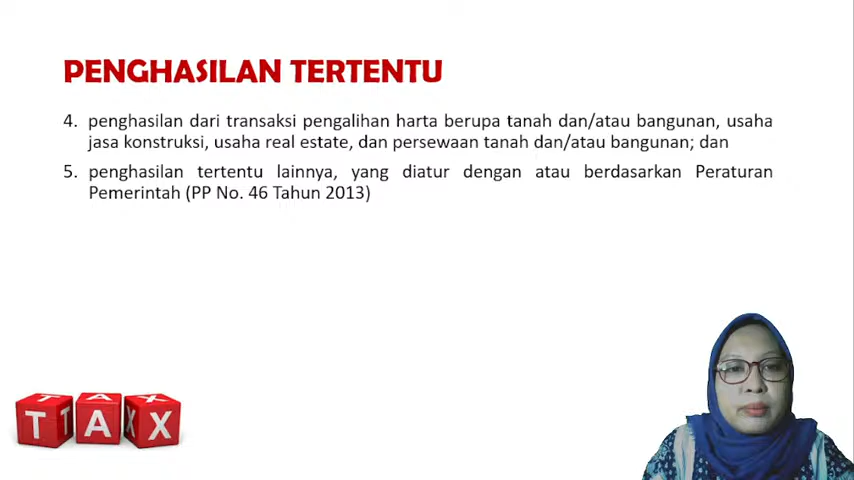 PENGHASILAN TERTENTU
4. penghasilan dari transaksi pengalihan harta berupa tanah dan/atau bangunan, usaha
jasa konstruksi, usaha real estate, dan persewaan tanah dan/atau bangunan; dan
5. penghasilan tertentu lainnya, yang diatur dengan atau berdasarkan Peraturan
Pemerintah (PP No. 46 Tahun 2013)
T A X
T T A X X